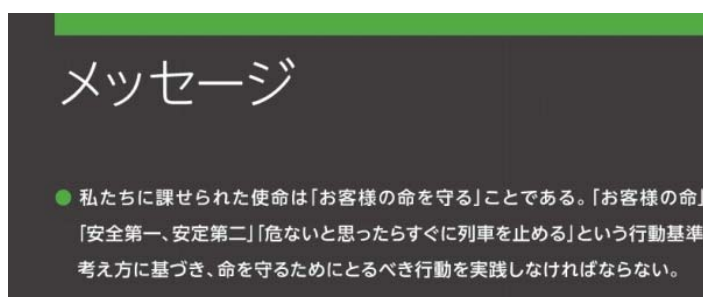 メッセージ
● 私たちに課せられた使命は「お客様の命を守る」ことである。「お客様の命」
「安全第一、安定第二」「危ないと思ったらすぐに列車を止める」という行動基準
考え方に基づき、命を守るためにとるべき行動を実践しなければならない。